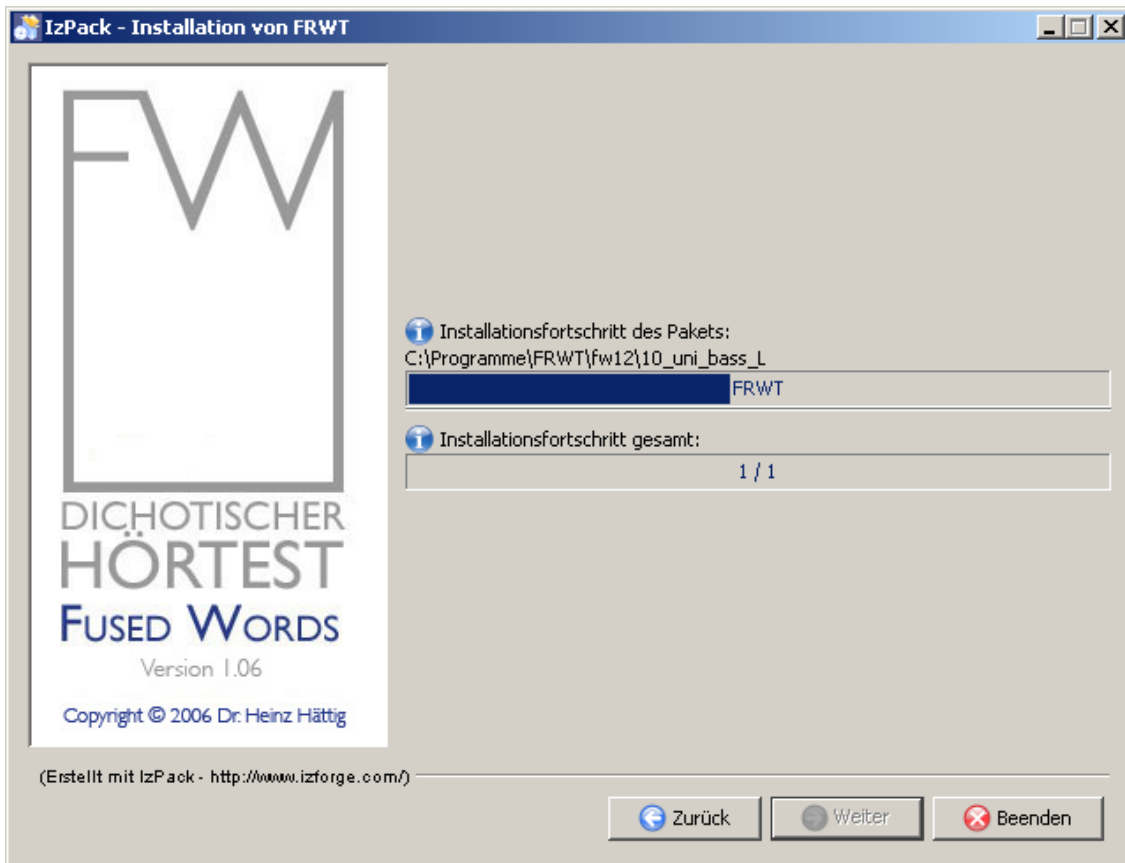 IzPack - Installation von FRWT
FW
DICHOTISCHER
HÖRTEST
FUSED WORDS
Version 1.06
Copyright © 2006 Dr. Heinz Hättig
Installationsfortschritt des Pakets:
C:\Programme\FRWT\fw12\10_uni_bass_L
FRWT
Installationsfortschritt gesamt:
1 / 1
(Erstellt mit IzPack - http://www.izforge.com/)
Zurück
Weiter
Beenden